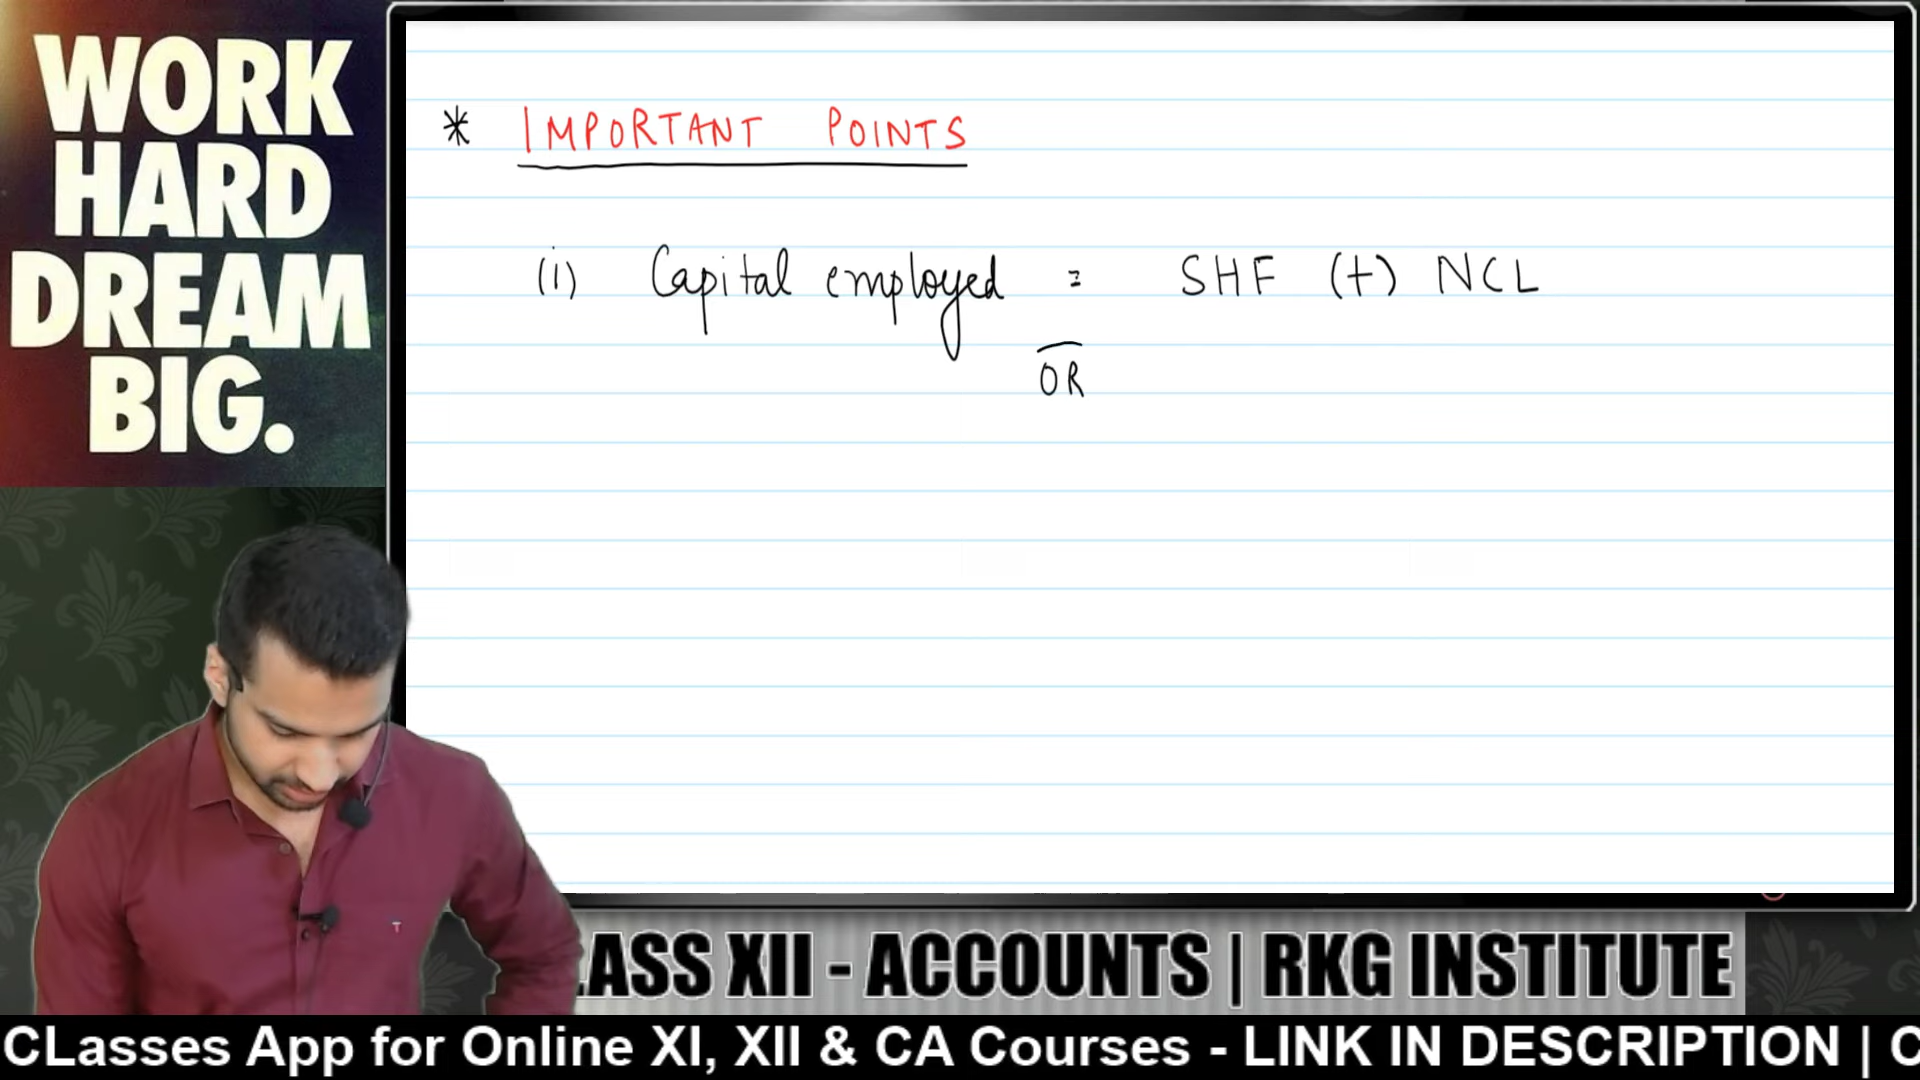 WORK
HARD
DREAM
BIG.
* IMPORTANT POINTS
(i) Capital employed = SHF (+) NCL
OR
LASS XII - ACCOUNTS | RKG INSTITUTE
CLasses App for Online XI, XII & CA Courses - LINK IN DESCRIPTION | C